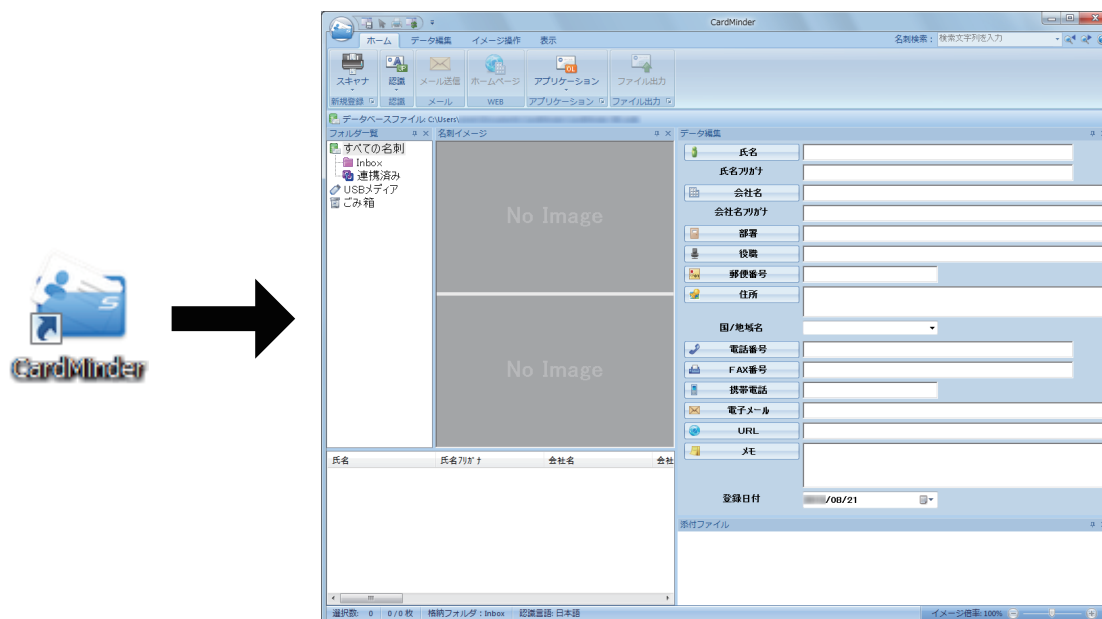 CardMinder
CardMinder
ホーム データ編集 イメージ操作 表示
名刺検索： 検索文字列を入力
スキャナ 認識 メール送信 ホームページ アプリケーション ファイル出力
新規登録 認識 メール WEB アプリケーション ファイル出力
データベースファイル: C:\Users\
フォルダ一覧 名刺イメージ データ編集
すべての名刺
Inbox
連携済み
USBメディア
ごみ箱
No Image
No Image
氏名
氏名フリガナ
会社名
会社名フリガナ
部署
役職
郵便番号
住所
国/地域名
電話番号
FAX番号
携帯電話
電子メール
URL
メモ
登録日付 /08/21
氏名 氏名フリガナ 会社名 会社
添付ファイル
選択数: 0 0/0 枚 格納フォルダ：Inbox 認識言語: 日本語 イメージ倍率: 100%